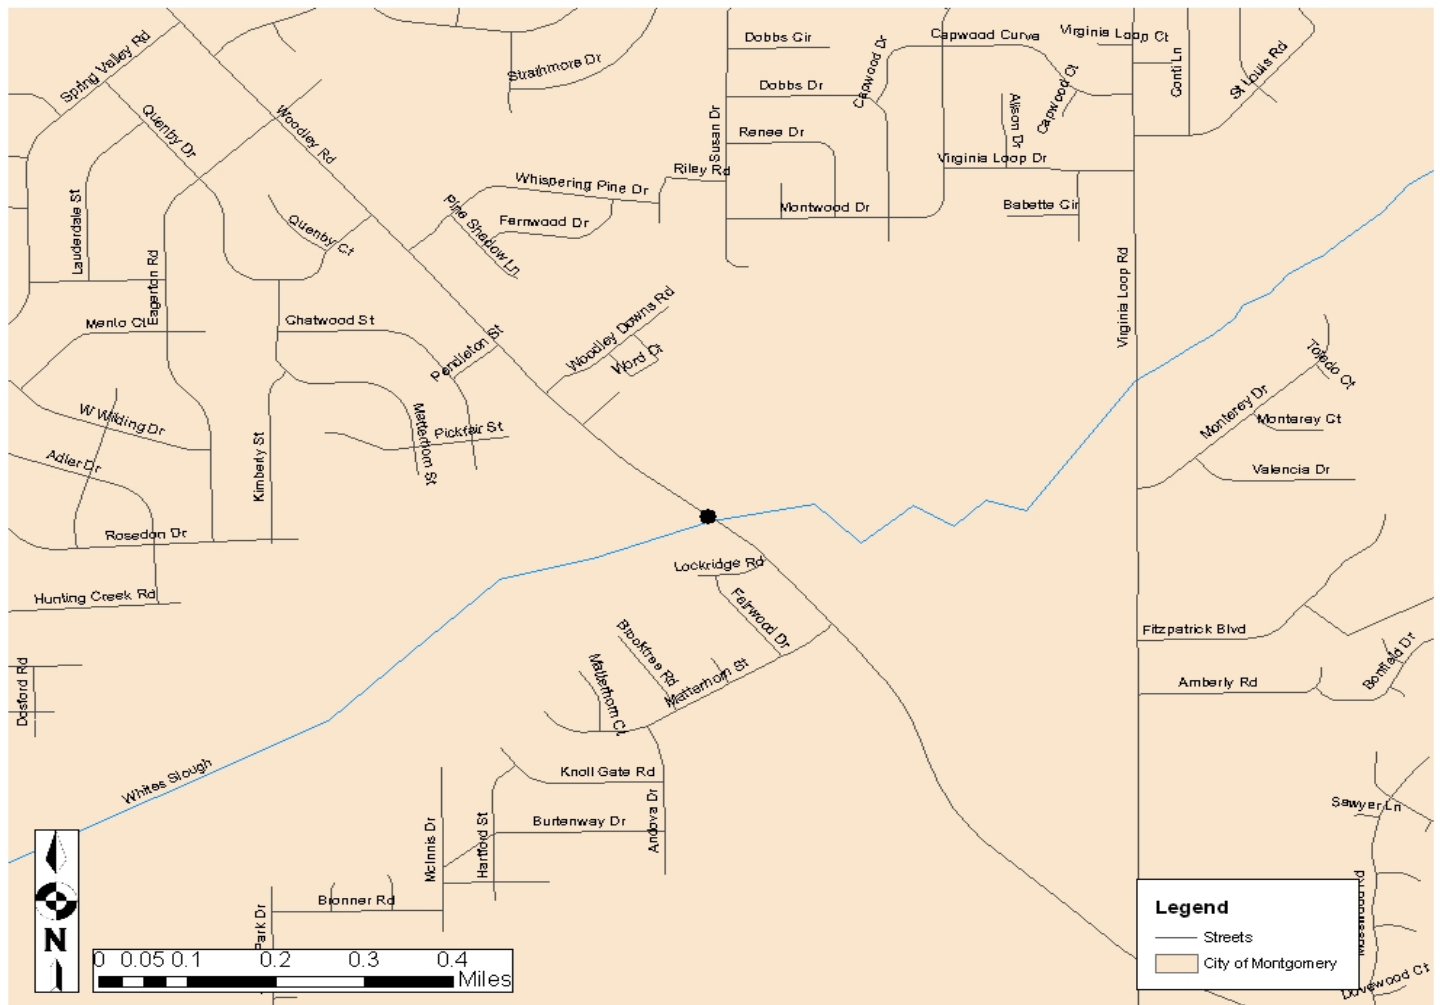 Spring Valley Rd
Strathmore Dr
Dobbs Cir
Capwood Dr
Capwood Curve
Virginia Loop Ct
Conti Ln
St Louis Rd
Quenby Dr
Woodley Rd
Dobbs Dr
Susan Dr
Renee Dr
Alison Dr
Capwood Ct
Virginia Loop Dr
Lauderdale St
Riley Rd
Whispering Pine Dr
Pine Shadow Ln
Fernwood Dr
Montwood Dr
Babette Cir
Quenby Ct
Eagerton Rd
Virginia Loop Rd
Menlo Ct
Chatwood St
Pendleton St
Woodley Downs Rd
Word Ct
Toledo Ct
W Wilding Dr
Matterhorn St
Pickfair St
Monterey Dr
Monterey Ct
Adler Dr
Kimberly St
Valencia Dr
Rosedon Dr
Lockridge Rd
Hunting Creek Rd
Fairwood Dr
Brooktree Rd
Fitzpatrick Blvd
Dosford Rd
Matterhorn Ct
Matterhorn St
Amberly Rd
Bonfield Dr
Whites Slough
Knoll Gate Rd
Andova Dr
McInnis Dr
Hartford St
Burtenway Dr
Sawyer Ln
Bronner Rd
Park Dr
N
0 0.05 0.1 0.2 0.3 0.4
Miles
Legend
Streets
City of Montgomery
Dovewood Ct